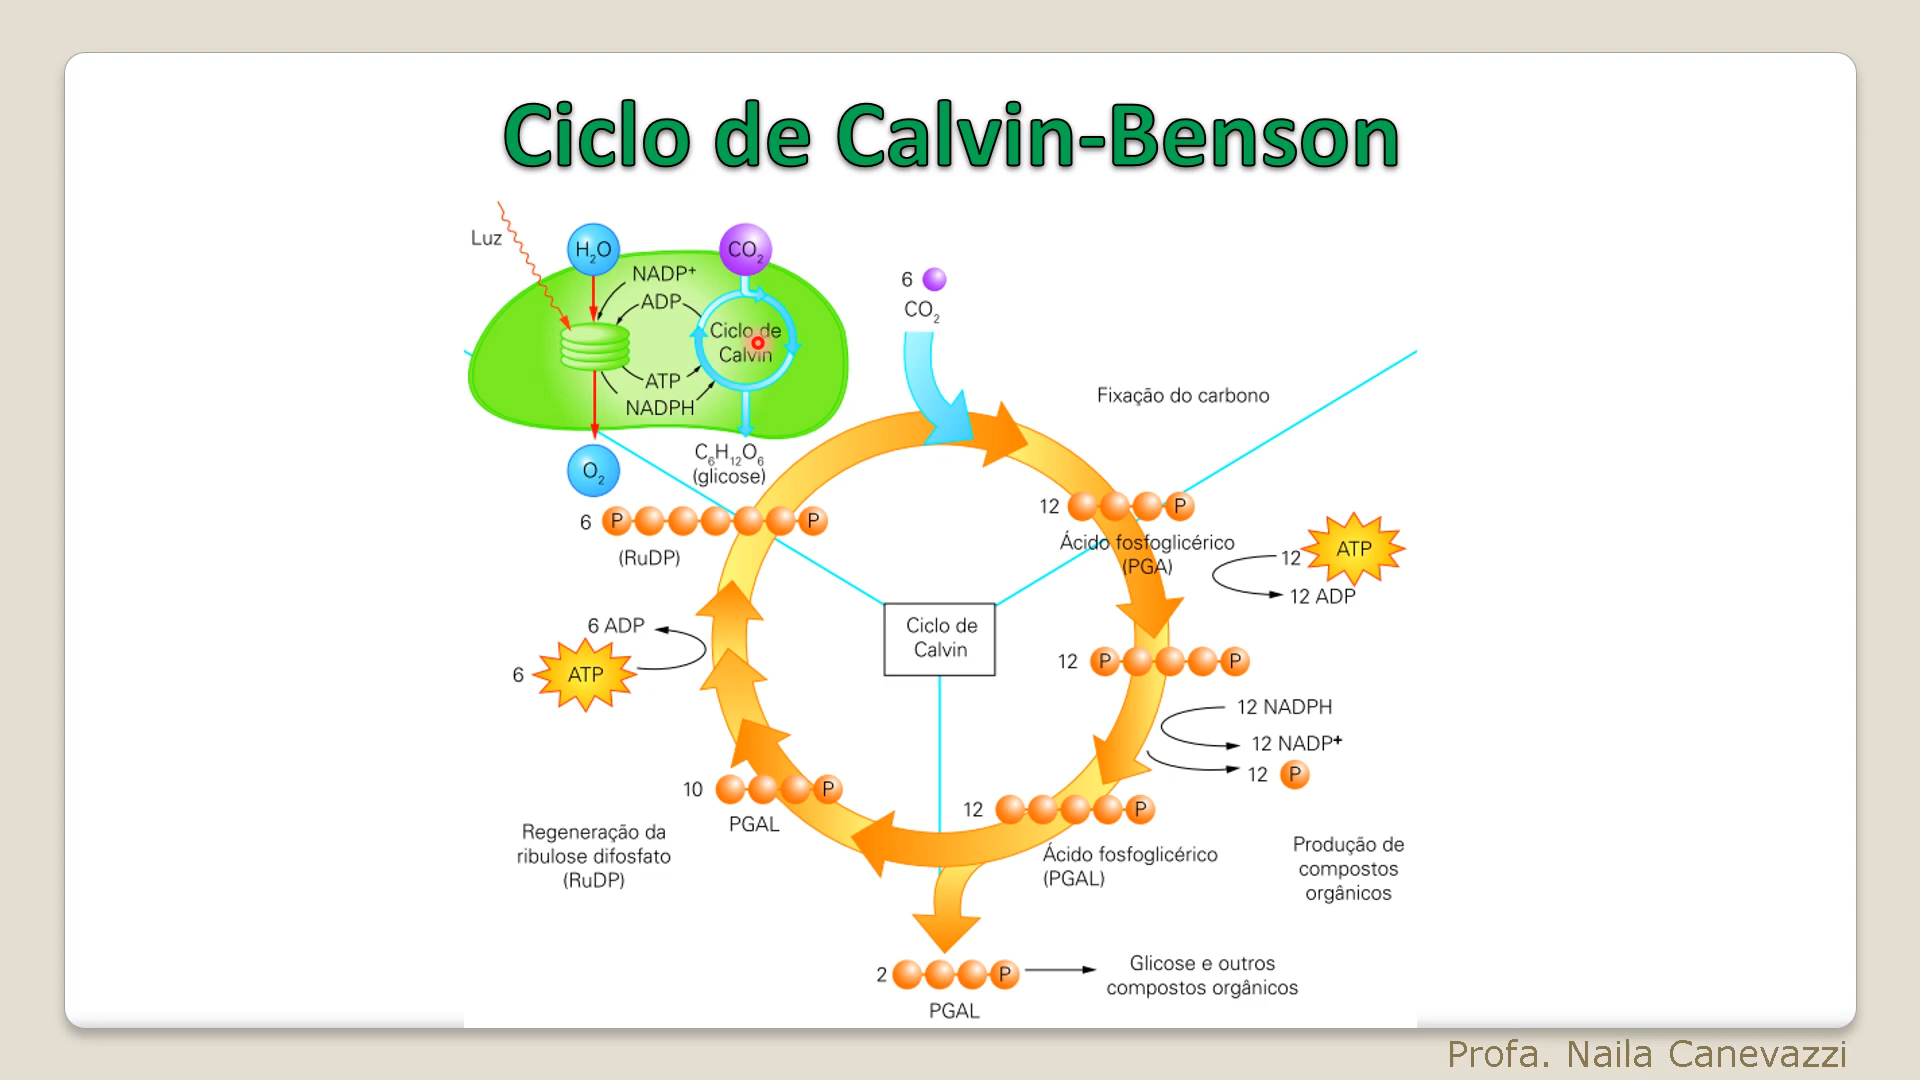 Ciclo de Calvin-Benson
Luz
H₂O
CO₂
NADP⁺
ADP
Ciclo de
Calvin
ATP
NADPH
O₂
C₆H₁₂O₆
(glicose)
6
CO₂
Fixação do carbono
12 P
Ácido fosfoglicérico
(PGA)
12 ATP
12 ADP
12 P P
12 NADPH
12 NADP⁺
12 P
12 P
Ácido fosfoglicérico
(PGAL)
Produção de
compostos
orgânicos
2 P
PGAL
Glicose e outros
compostos orgânicos
10 P
PGAL
Regeneração da
ribulose difosfato
(RuDP)
6 ADP
6 ATP
6 P P
(RuDP)
Ciclo de
Calvin
Profa. Naila Canevazzi